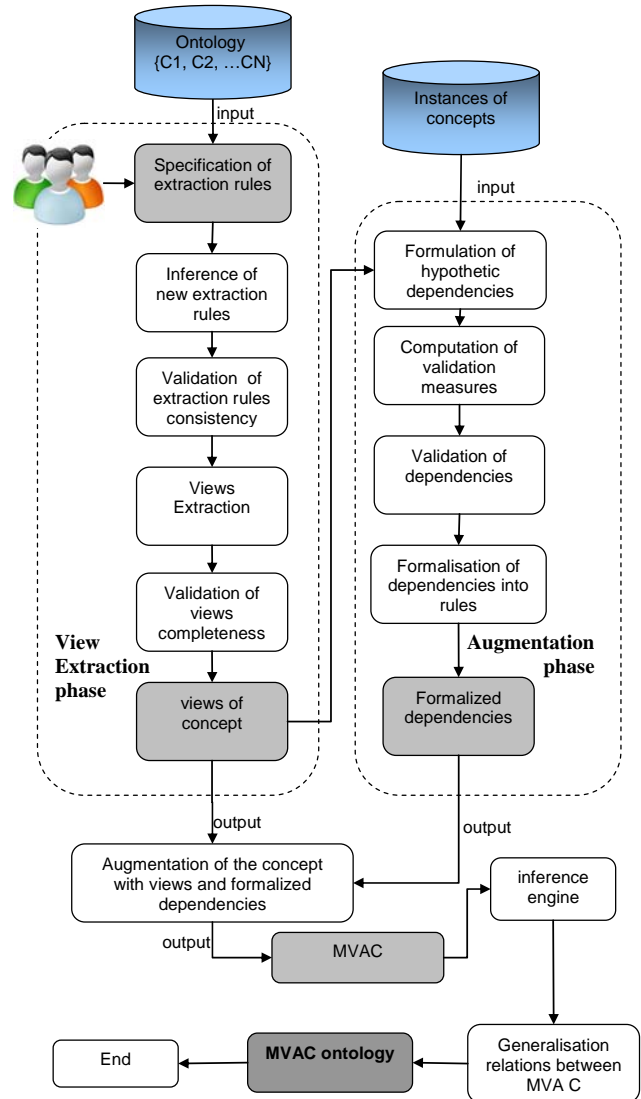 Ontology
{C1, C2, …CN}
input
Specification of
extraction rules
Inference of
new extraction
rules
Validation of
extraction rules
consistency
Views
Extraction
Validation of
views
completeness
View
Extraction
phase
views of
concept
output
Instances of
concepts
input
Formulation of
hypothetic
dependencies
Computation of
validation
measures
Validation of
dependencies
Formalisation of
dependencies into
rules
Augmentation
phase
Formalized
dependencies
output
Augmentation of the concept
with views and formalized
dependencies
output
MVAC
inference
engine
Generalisation
relations between
MVA C
MVAC ontology
End